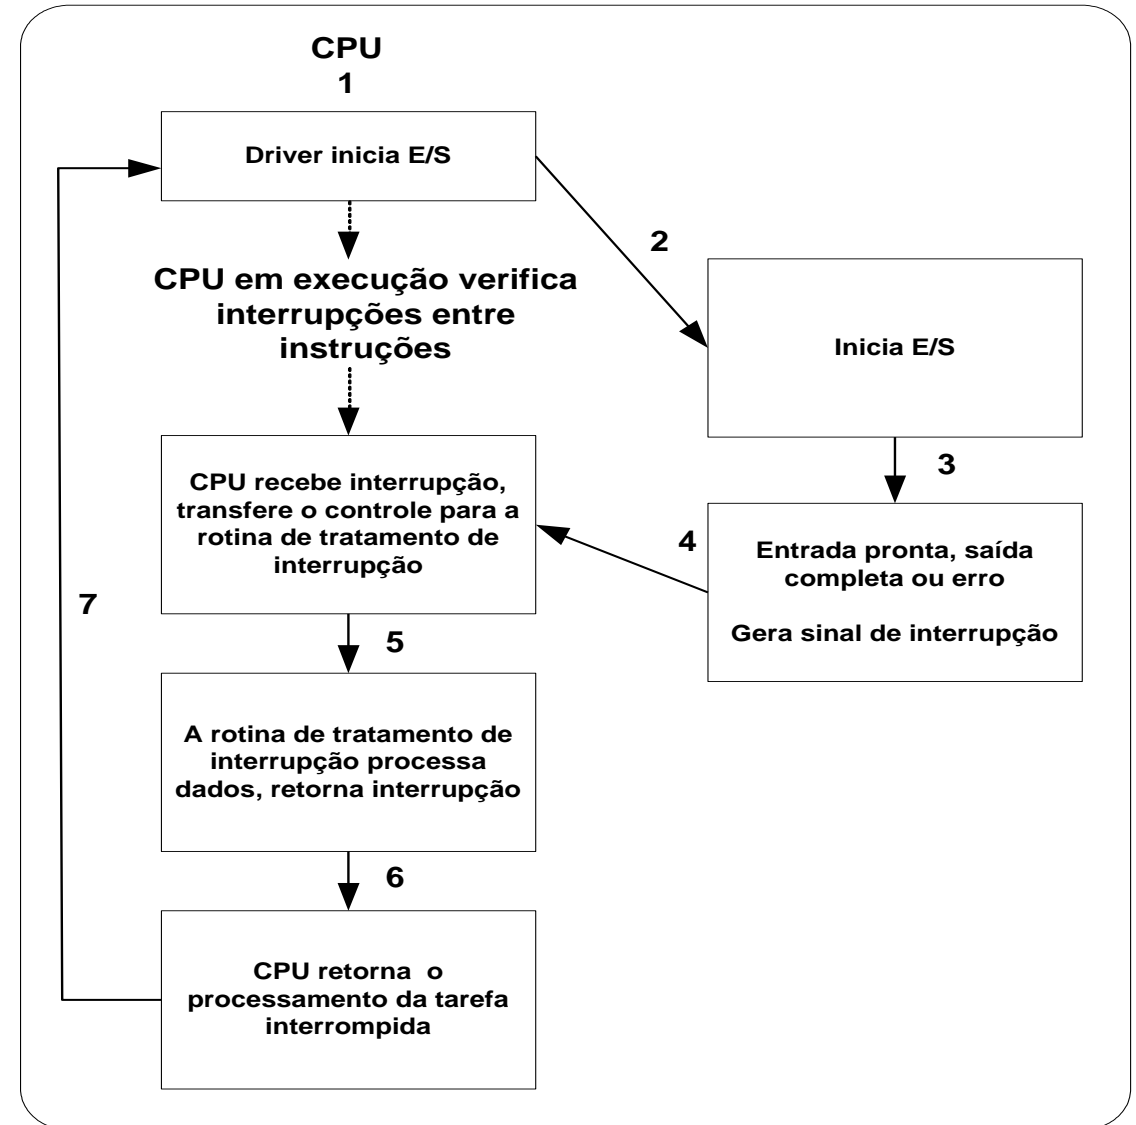 CPU
1
Driver inicia E/S
2
CPU em execução verifica
interrupções entre
instruções
Inicia E/S
3
CPU recebe interrupção,
transfere o controle para a
rotina de tratamento de
interrupção
4
Entrada pronta, saída
completa ou erro
Gera sinal de interrupção
7
5
A rotina de tratamento de
interrupção processa
dados, retorna interrupção
6
CPU retorna o
processamento da tarefa
interrompida